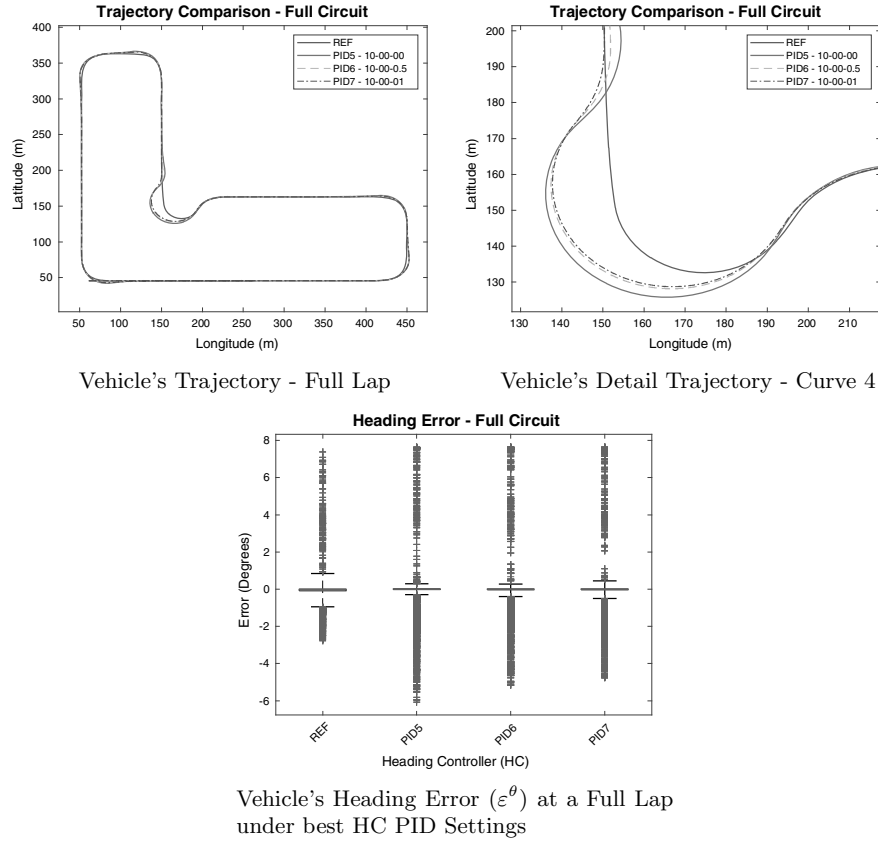 Trajectory Comparison - Full Circuit
400
350
300
250
200
150
100
50
Latitude (m)
REF
PID5 - 10-00-00
PID6 - 10-00-0.5
PID7 - 10-00-01
50 100 150 200 250 300 350 400 450
Longitude (m)
Vehicle's Trajectory - Full Lap
Trajectory Comparison - Full Circuit
200
190
180
170
160
150
140
130
Latitude (m)
REF
PID5 - 10-00-00
PID6 - 10-00-0.5
PID7 - 10-00-01
130 140 150 160 170 180 190 200 210
Longitude (m)
Vehicle's Detail Trajectory - Curve 4
Heading Error - Full Circuit
8
6
4
2
0
-2
-4
-6
Error (Degrees)
REF PID5 PID6 PID7
Heading Controller (HC)
Vehicle's Heading Error (ε^θ) at a Full Lap
under best HC PID Settings